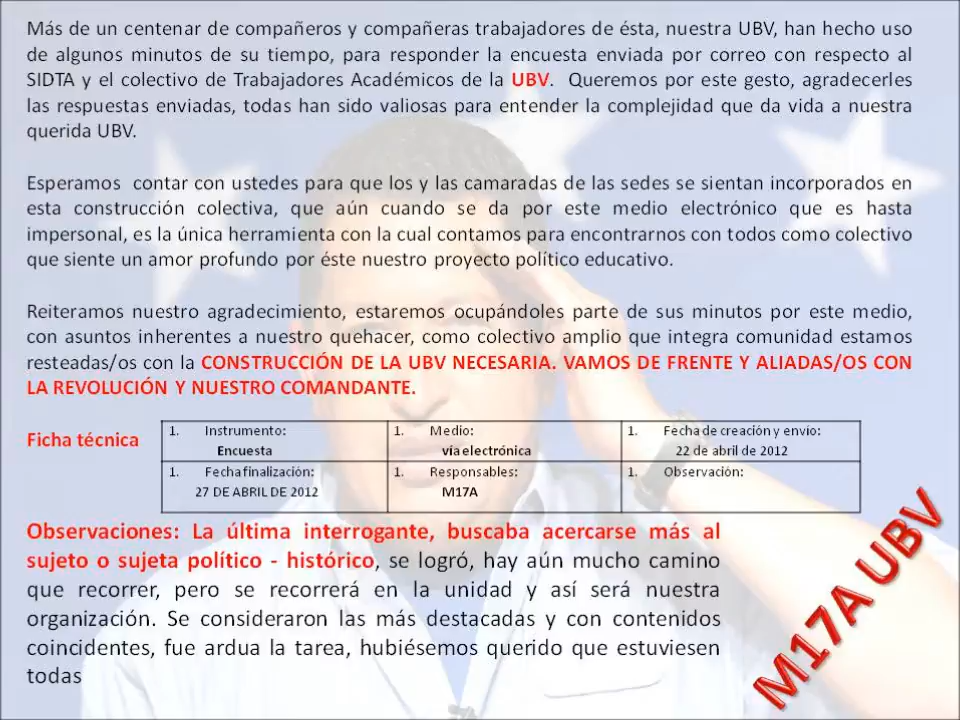 Más de un centenar de compañeros y compañeras trabajadores de ésta, nuestra UBV, han hecho uso
de algunos minutos de su tiempo, para responder la encuesta enviada por correo con respecto al
SIDTA y el colectivo de Trabajadores Académicos de la UBV. Queremos por este gesto, agradecerles
las respuestas enviadas, todas han sido valiosas para entender la complejidad que da vida a nuestra
querida UBV.
Esperamos contar con ustedes para que los y las camaradas de las sedes se sientan incorporados en
esta construcción colectiva, que aún cuando se da por este medio electrónico que es hasta
impersonal, es la única herramienta con la cual contamos para encontrarnos con todos como colectivo
que siente un amor profundo por éste nuestro proyecto político educativo.
Reiteramos nuestro agradecimiento, estaremos ocupándoles parte de sus minutos por este medio,
con asuntos inherentes a nuestro quehacer, como colectivo amplio que integra comunidad estamos
resteadas/os con la CONSTRUCCIÓN DE LA UBV NECESARIA. VAMOS DE FRENTE Y ALIADAS/OS CON
LA REVOLUCIÓN Y NUESTRO COMANDANTE.
Ficha técnica
1. Instrumento:
Encuesta
1. Medio:
vía electrónica
1. Fecha de creación y envío:
22 de abril de 2012
1. Fecha finalización:
27 DE ABRIL DE 2012
1. Responsables:
M17A
1. Observación:
Observaciones: La última interrogante, buscaba acercarse más al
sujeto o sujeta político - histórico, se logró, hay aún mucho camino
que recorrer, pero se recorrerá en la unidad y así será nuestra
organización. Se consideraron las más destacadas y con contenidos
coincidentes, fue ardua la tarea, hubiésemos querido que estuviesen
todas
M17A UBV